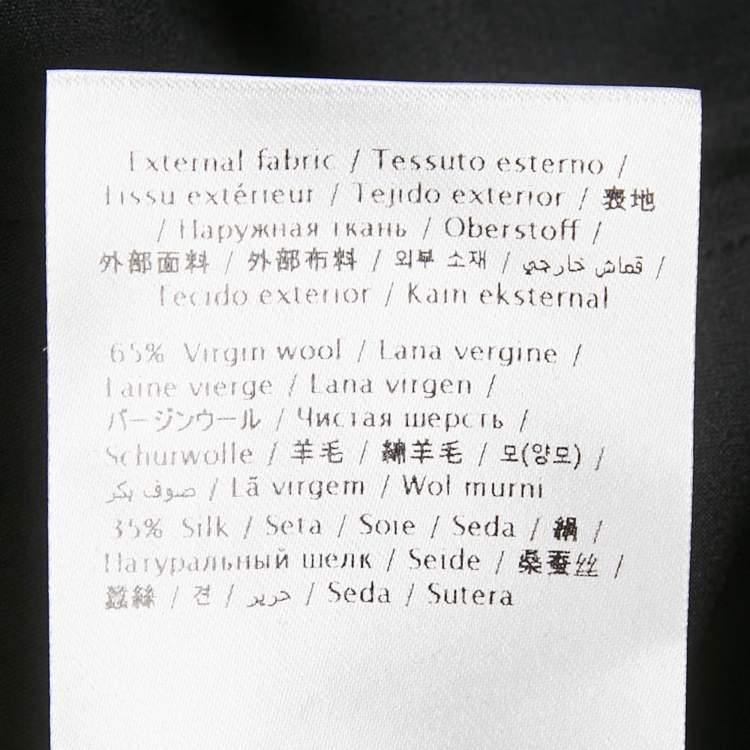 External fabric / Tessuto esterno /
Tissu extérieur / Tejido exterior / 表地
/ Наружная ткань / Oberstoff /
外部面料 / 外部布料 / 외부 소재 / قماش خارجي /
Tecido exterior / Kain eksternal
65% Virgin wool / Lana vergine /
Laine vierge / Lana virgen /
バージンウール / Чистая шерсть /
Schurwolle / 羊毛 / 綿羊毛 / 모(양모) /
صوف بكر / Lã virgem / Wol murni
35% Silk / Seta / Soie / Seda / 絹 /
Натуральный шелк / Seide / 桑蚕丝 /
蠶絲 / 견 / حرير / Seda / Sutera